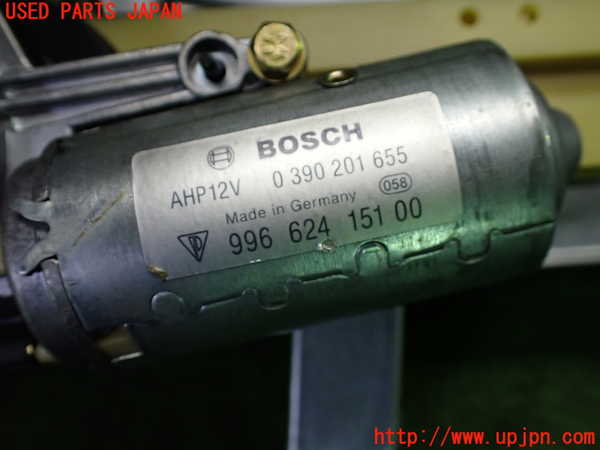 USED PARTS JAPAN
BOSCH
AHP12V 0 390 201 655
Made in Germany 058
996 624 151 00
http://www.upjpn.com